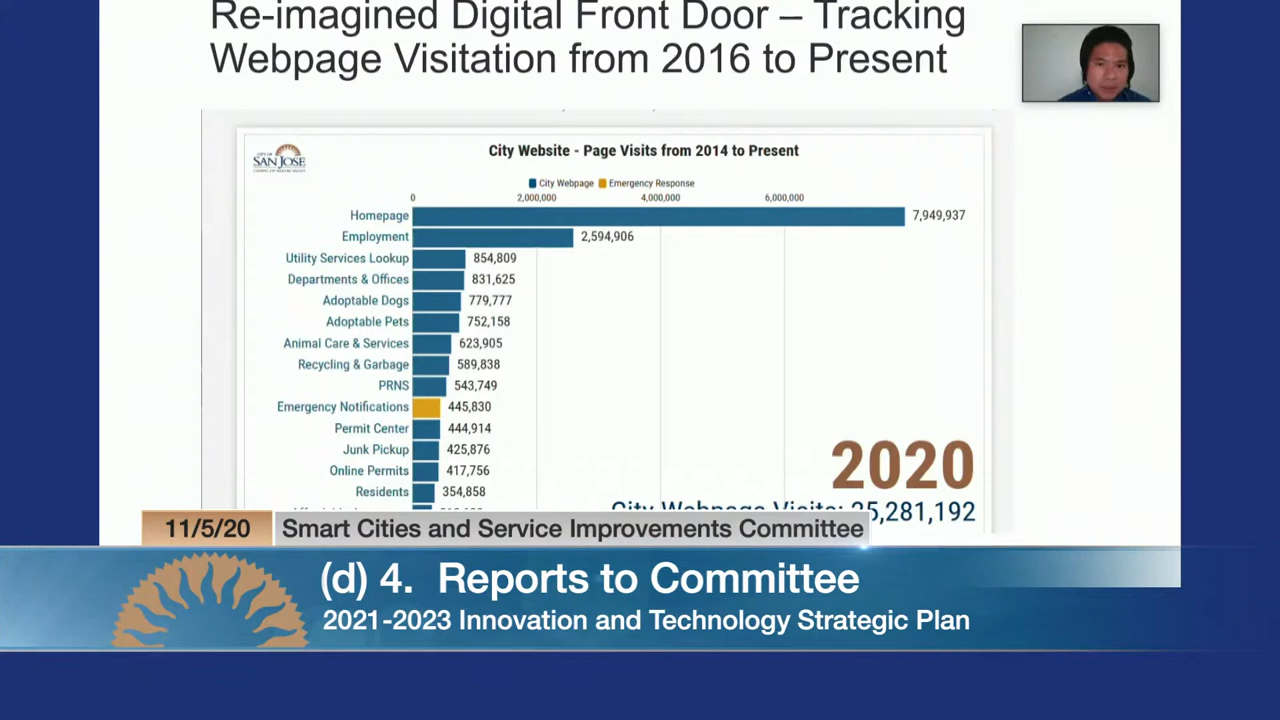 Re-imagined Digital Front Door – Tracking
Webpage Visitation from 2016 to Present
CITY OF
SAN JOSE
City Website - Page Visits from 2014 to Present
City Webpage Emergency Response
0 2,000,000 4,000,000 6,000,000
Homepage 7,949,937
Employment 2,594,906
Utility Services Lookup 854,809
Departments & Offices 831,625
Adoptable Dogs 779,777
Adoptable Pets 752,158
Animal Care & Services 623,905
Recycling & Garbage 589,838
PRNS 543,749
Emergency Notifications 445,830
Permit Center 444,914
Junk Pickup 425,876
Online Permits 417,756
Residents 354,858
2020
City Webpage Visits: 25,281,192
11/5/20 Smart Cities and Service Improvements Committee
(d) 4. Reports to Committee
2021-2023 Innovation and Technology Strategic Plan